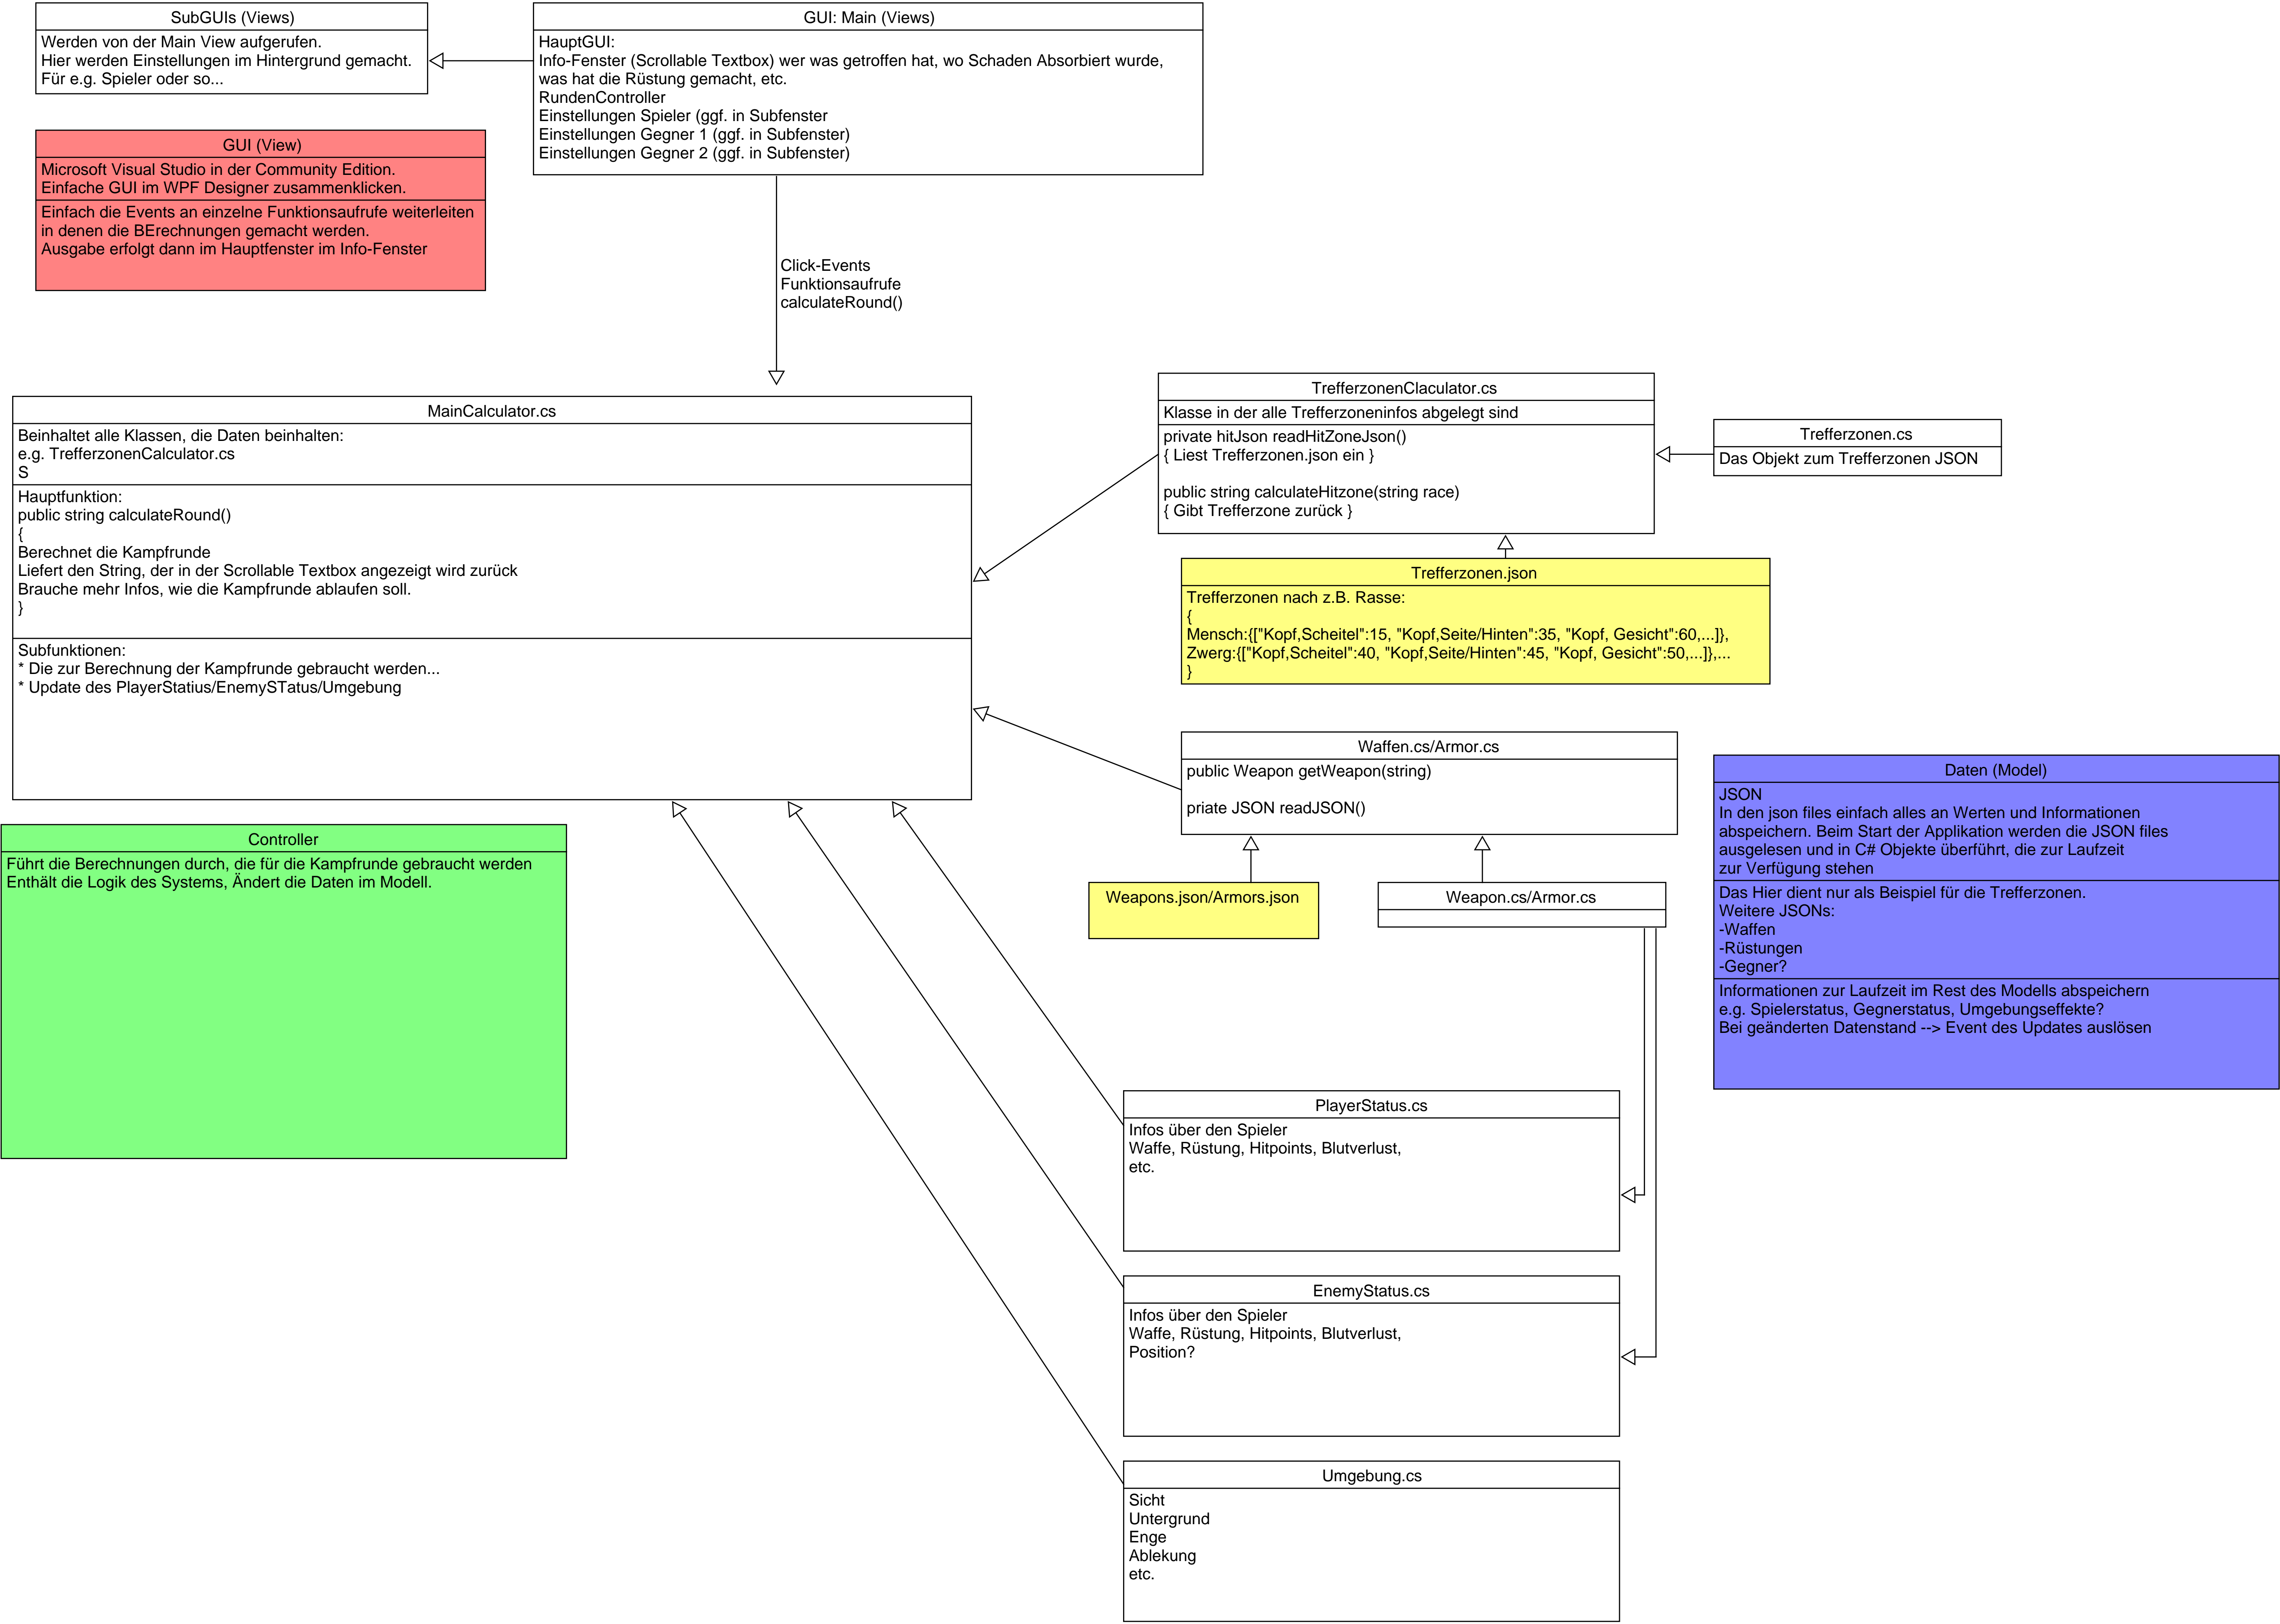 SubGUIs (Views)
Werden von der Main View aufgerufen.
Hier werden Einstellungen im Hintergrund gemacht.
Für e.g. Spieler oder so...
GUI: Main (Views)
HauptGUI:
Info-Fenster (Scrollable Textbox) wer was getroffen hat, wo Schaden Absorbiert wurde,
was hat die Rüstung gemacht, etc.
RundenController
Einstellungen Spieler (ggf. in Subfenster
Einstellungen Gegner 1 (ggf. in Subfenster)
Einstellungen Gegner 2 (ggf. in Subfenster)
GUI (View)
Microsoft Visual Studio in der Community Edition.
Einfache GUI im WPF Designer zusammenklicken.
Einfach die Events an einzelne Funktionsaufrufe weiterleiten
in denen die BErechnungen gemacht werden.
Ausgabe erfolgt dann im Hauptfenster im Info-Fenster
Click-Events
Funktionsaufrufe
calculateRound()
MainCalculator.cs
Beinhaltet alle Klassen, die Daten beinhalten:
e.g. TrefferzonenCalculator.cs
S
Hauptfunktion:
public string calculateRound()
{
Berechnet die Kampfrunde
Liefert den String, der in der Scrollable Textbox angezeigt wird zurück
Brauche mehr Infos, wie die Kampfrunde ablaufen soll.
}
Subfunktionen:
* Die zur Berechnung der Kampfrunde gebraucht werden...
* Update des PlayerStatius/EnemySTatus/Umgebung
TrefferzonenClaculator.cs
Klasse in der alle Trefferzoneninfos abgelegt sind
private hitJson readHitZoneJson()
{ Liest Trefferzonen.json ein }
public string calculateHitzone(string race)
{ Gibt Trefferzone zurück }
Trefferzonen.cs
Das Objekt zum Trefferzonen JSON
Trefferzonen.json
Trefferzonen nach z.B. Rasse:
{
Mensch:{["Kopf,Scheitel":15, "Kopf,Seite/Hinten":35, "Kopf, Gesicht":60,...]},
Zwerg:{["Kopf,Scheitel":40, "Kopf,Seite/Hinten":45, "Kopf, Gesicht":50,...]},...
}
Waffen.cs/Armor.cs
public Weapon getWeapon(string)
priate JSON readJSON()
Weapons.json/Armors.json
Weapon.cs/Armor.cs
Daten (Model)
JSON
In den json files einfach alles an Werten und Informationen
abspeichern. Beim Start der Applikation werden die JSON files
ausgelesen und in C# Objekte überführt, die zur Laufzeit
zur Verfügung stehen
Das Hier dient nur als Beispiel für die Trefferzonen.
Weitere JSONs:
-Waffen
-Rüstungen
-Gegner?
Informationen zur Laufzeit im Rest des Modells abspeichern
e.g. Spielerstatus, Gegnerstatus, Umgebungseffekte?
Bei geänderten Datenstand --> Event des Updates auslösen
Controller
Führt die Berechnungen durch, die für die Kampfrunde gebraucht werden
Enthält die Logik des Systems, Ändert die Daten im Modell.
PlayerStatus.cs
Infos über den Spieler
Waffe, Rüstung, Hitpoints, Blutverlust,
etc.
EnemyStatus.cs
Infos über den Spieler
Waffe, Rüstung, Hitpoints, Blutverlust,
Position?
Umgebung.cs
Sicht
Untergrund
Enge
Ablekung
etc.